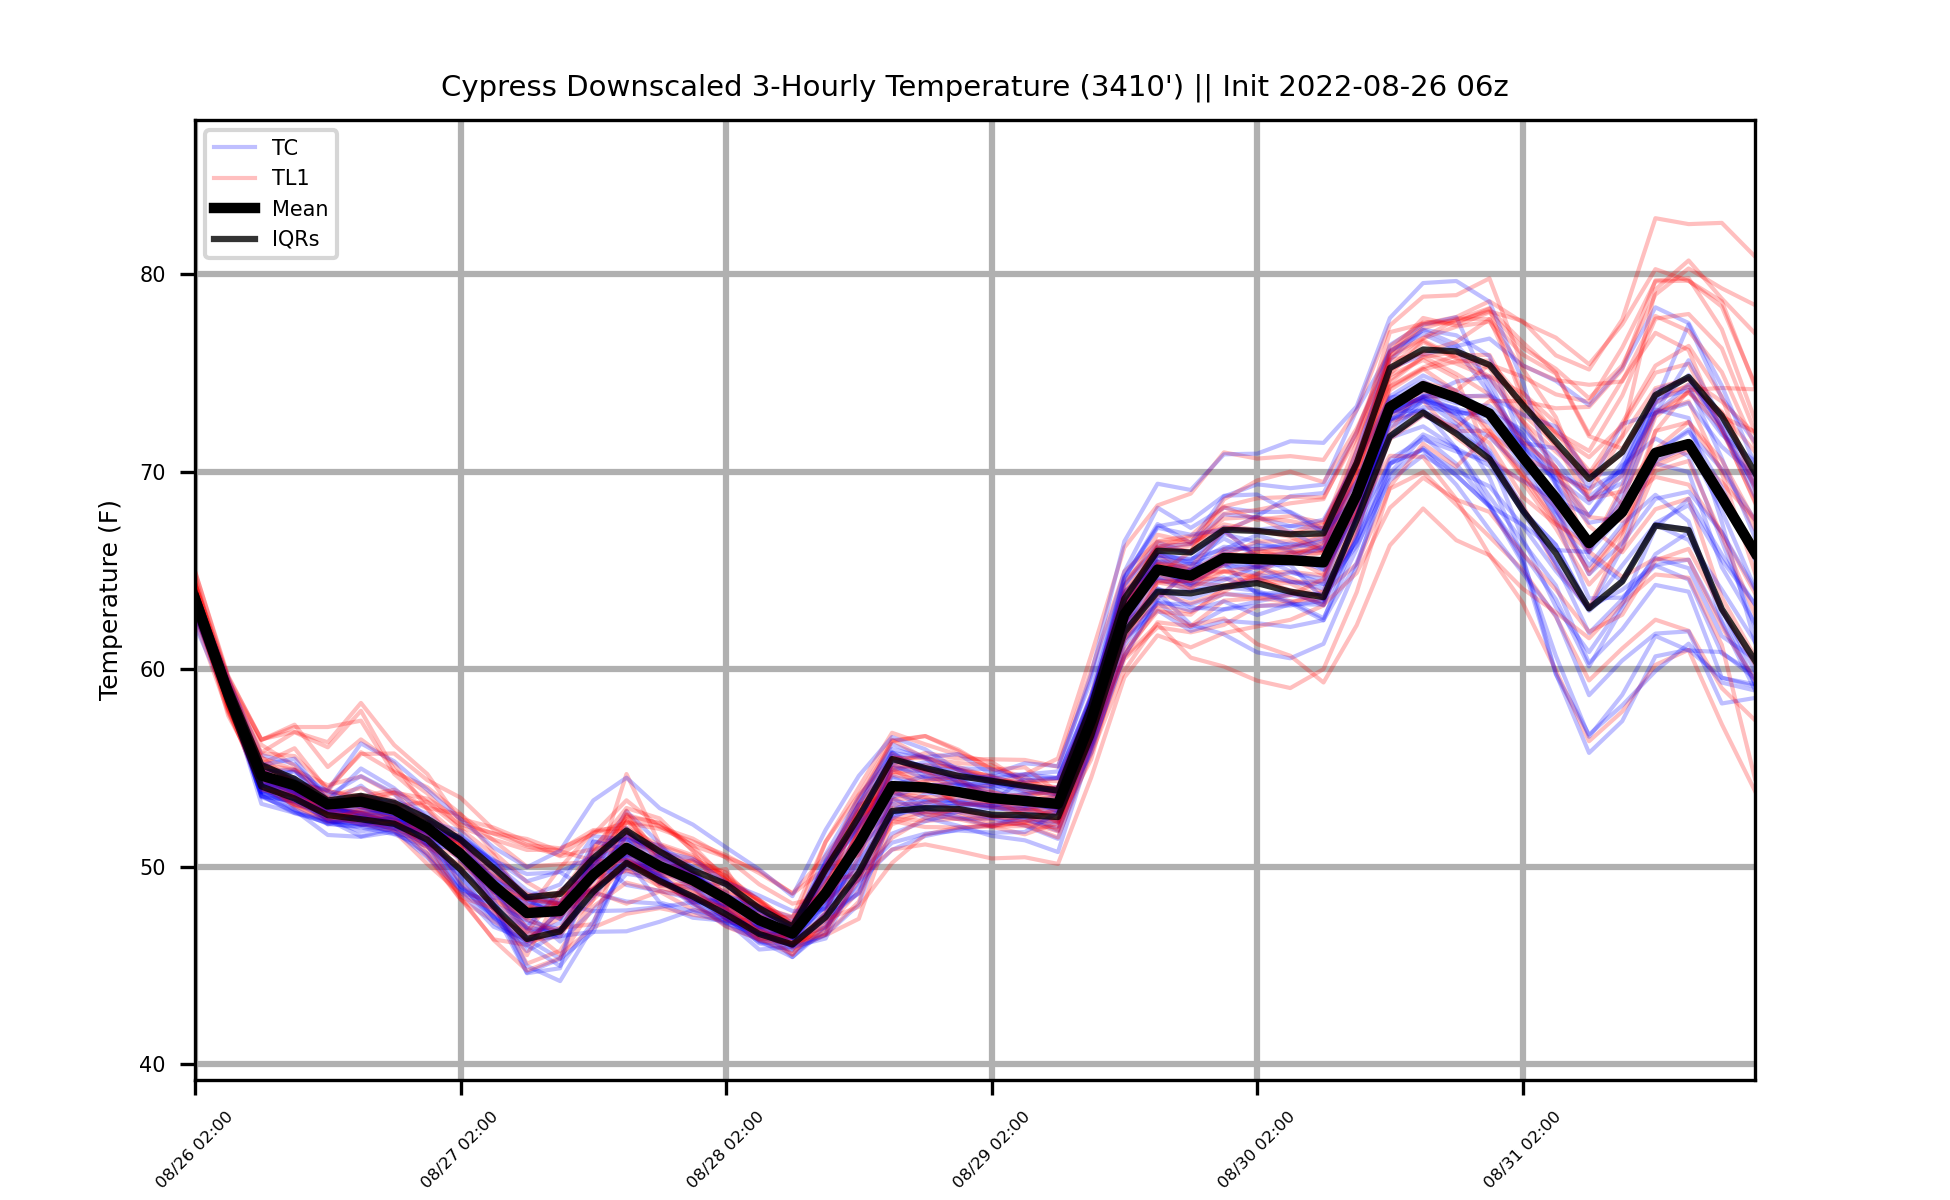 Cypress Downscaled 3-Hourly Temperature (3410') || Init 2022-08-26 06z
TC
TL1
Mean
IQRs
Temperature (F)
80
70
60
50
40
08/26 02:00
08/27 02:00
08/28 02:00
08/29 02:00
08/30 02:00
08/31 02:00